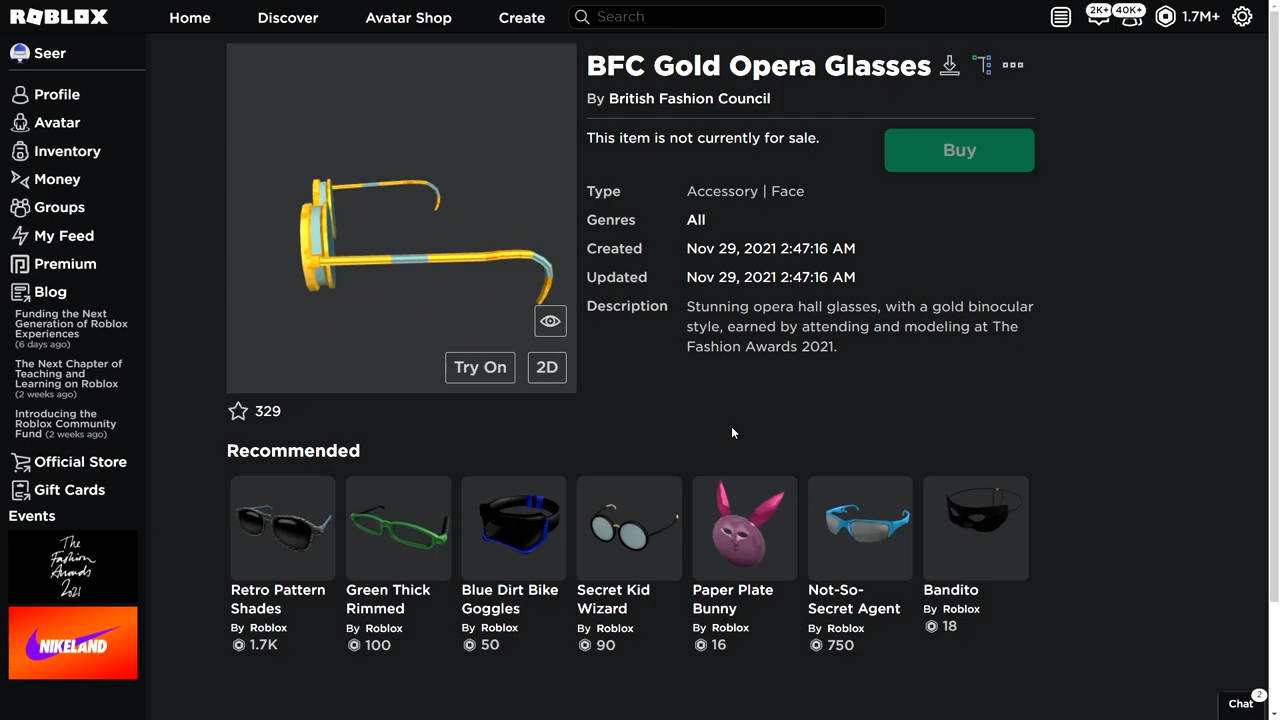 ROBLOX
Home
Discover
Avatar Shop
Create
Search
2K+
40K+
1.7M+
Seer
Profile
Avatar
Inventory
Money
Groups
My Feed
Premium
Blog
Funding the Next
Generation of Roblox
Experiences
(6 days ago)
The Next Chapter of
Teaching and
Learning on Roblox
(2 weeks ago)
Introducing the
Roblox Community
Fund (2 weeks ago)
Official Store
Gift Cards
Events
The
Fashion
Awards
2021
NIKELAND
BFC Gold Opera Glasses
By British Fashion Council
This item is not currently for sale.
Buy
Type Accessory | Face
Genres All
Created Nov 29, 2021 2:47:16 AM
Updated Nov 29, 2021 2:47:16 AM
Description Stunning opera hall glasses, with a gold binocular
style, earned by attending and modeling at The
Fashion Awards 2021.
Try On
2D
329
Recommended
Retro Pattern
Shades
By Roblox
1.7K
Green Thick
Rimmed
By Roblox
100
Blue Dirt Bike
Goggles
By Roblox
50
Secret Kid
Wizard
By Roblox
90
Paper Plate
Bunny
By Roblox
16
Not-So-
Secret Agent
By Roblox
750
Bandito
By Roblox
18
Chat
2